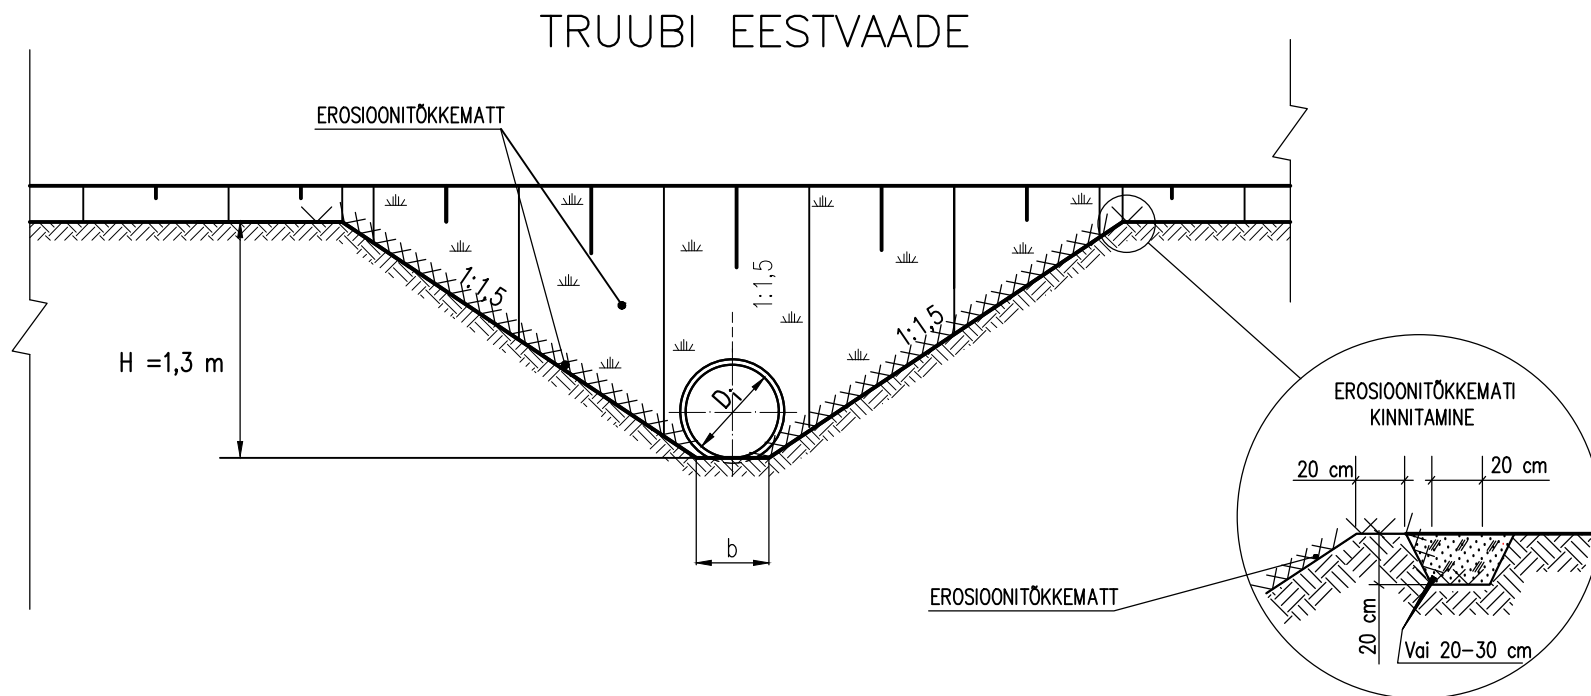 TRUUBI EESTVAADE
EROSIOONITÕKKEMATT
1:1,5
1:1,5
1:1,5
H =1,3 m
Di
b
EROSIOONITÕKKEMATI
KINNITAMINE
20 cm
20 cm
EROSIOONITÕKKEMATT
20 cm
Vai 20-30 cm